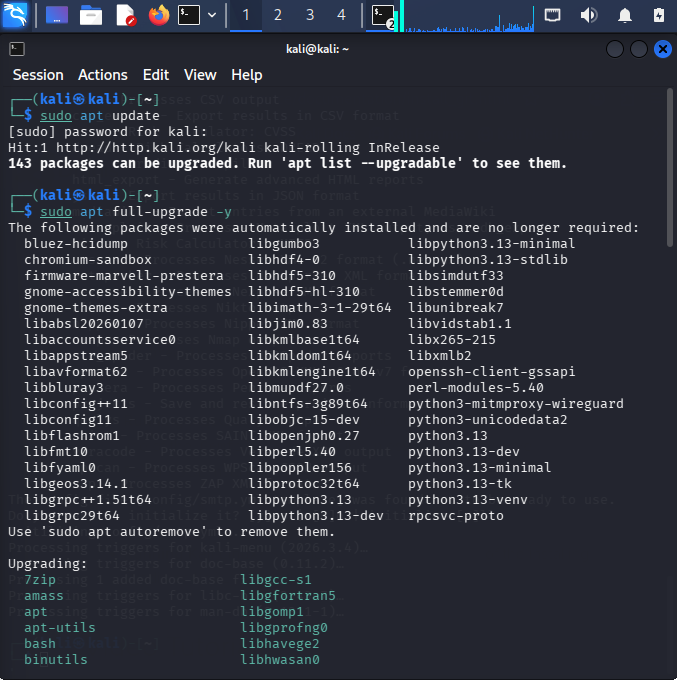 1 2 3 4 2
kali@kali: ~
Session Actions Edit View Help
┌──(kali㉿kali)-[~]
└─$ sudo apt update
[sudo] password for kali:
Hit:1 http://http.kali.org/kali kali-rolling InRelease
143 packages can be upgraded. Run 'apt list --upgradable' to see them.
┌──(kali㉿kali)-[~]
└─$ sudo apt full-upgrade -y
The following packages were automatically installed and are no longer required:
bluez-hcidump libgumbo3 libpython3.13-minimal
chromium-sandbox libhdf4-0 libpython3.13-stdlib
firmware-marvell-prestera libhdf5-310 libsimdutf33
gnome-accessibility-themes libhdf5-hl-310 libstemmer0d
gnome-themes-extra libimath-3-1-29t64 libunibreak7
libabsl20260107 libjim0.83 libvidstab1.1
libaccountsservice0 libkmlbase1t64 libx265-215
libappstream5 libkmldom1t64 libxmlb2
libavformat62 libkmlengine1t64 openssh-client-gssapi
libbluray3 libmupdf27.0 perl-modules-5.40
libconfig++11 libntfs-3g89t64 python3-mitmproxy-wireguard
libconfig11 libobjc-15-dev python3-unicodedata2
libflashrom1 libopenjph0.27 python3.13
libfmt10 libperl5.40 python3.13-dev
libfyaml0 libpoppler156 python3.13-minimal
libgeos3.14.1 libprotoc32t64 python3.13-tk
libgrpc++1.51t64 libpython3.13 python3.13-venv
libgrpc29t64 libpython3.13-dev rpcsvc-proto
Use 'sudo apt autoremove' to remove them.
Upgrading:
7zip libgcc-s1
amass libgfortran5
apt libgomp1
apt-utils libgprofng0
bash libhavege2
binutils libhwasan0